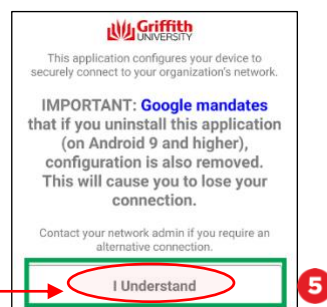 Griffith
UNIVERSITY
This application configures your device to
securely connect to your organization's network.
IMPORTANT: Google mandates
that if you uninstall this application
(on Android 9 and higher),
configuration is also removed.
This will cause you to lose your
connection.
Contact your network admin if you require an
alternative connection.
I Understand
5